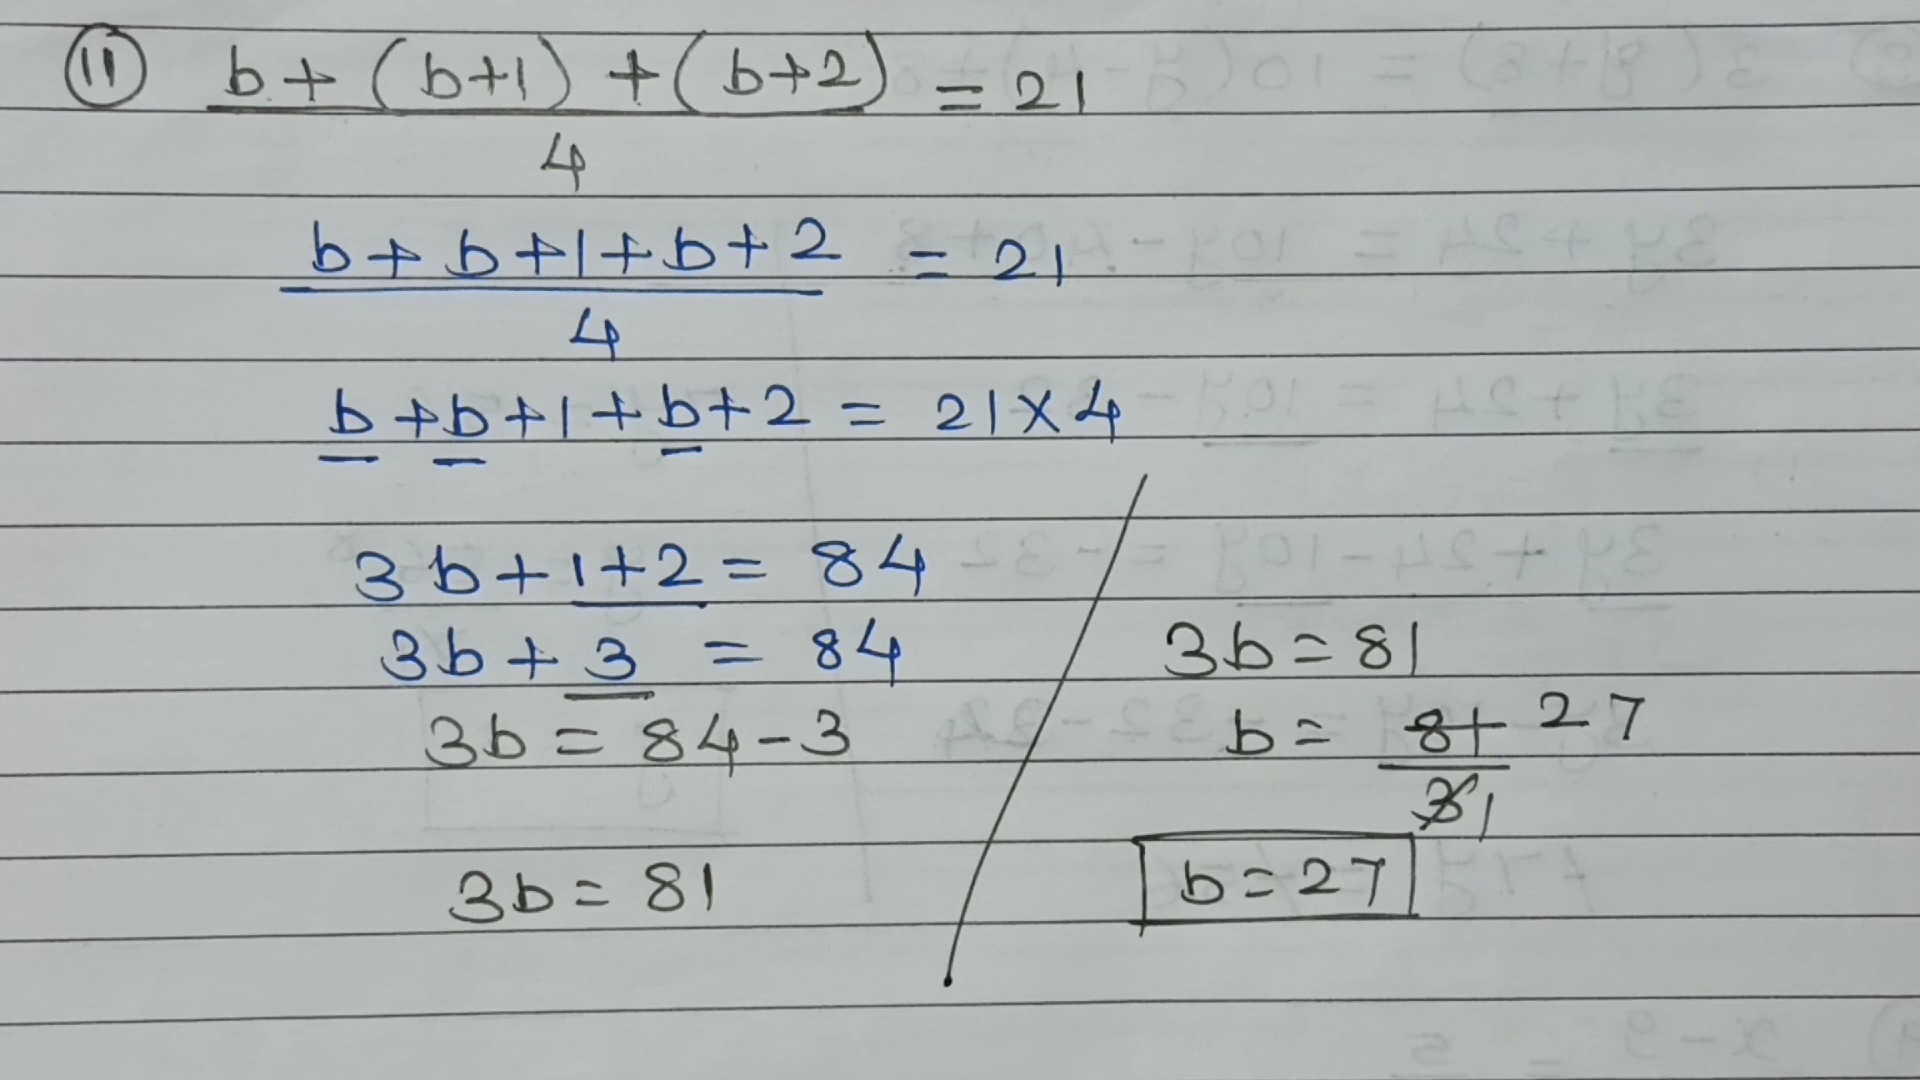 (11) b + (b+1) + (b+2) = 21
4
b + b + 1 + b + 2 = 21
4
b + b + 1 + b + 2 = 21 × 4
3b + 1 + 2 = 84
3b + 3 = 84
3b = 84 - 3
3b = 81
3b = 81
b = 81 27
3 1
b = 27